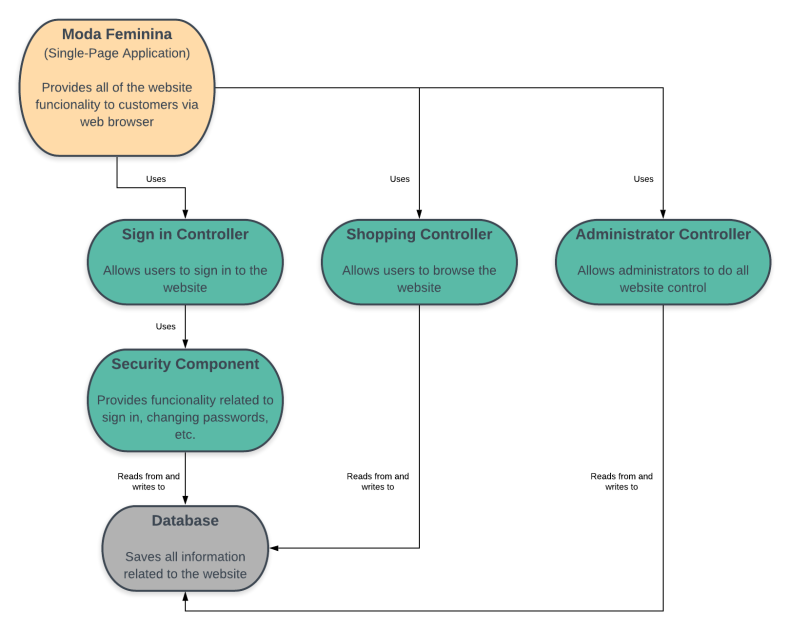 Moda Feminina
(Single-Page Application)
Provides all of the website
funcionality to customers via
web browser
Uses
Uses
Uses
Sign in Controller
Allows users to sign in to the
website
Shopping Controller
Allows users to browse the
website
Administrator Controller
Allows administrators to do all
website control
Uses
Security Component
Provides funcionality related to
sign in, changing passwords,
etc.
Reads from and
writes to
Reads from and
writes to
Reads from and
writes to
Database
Saves all information
related to the website